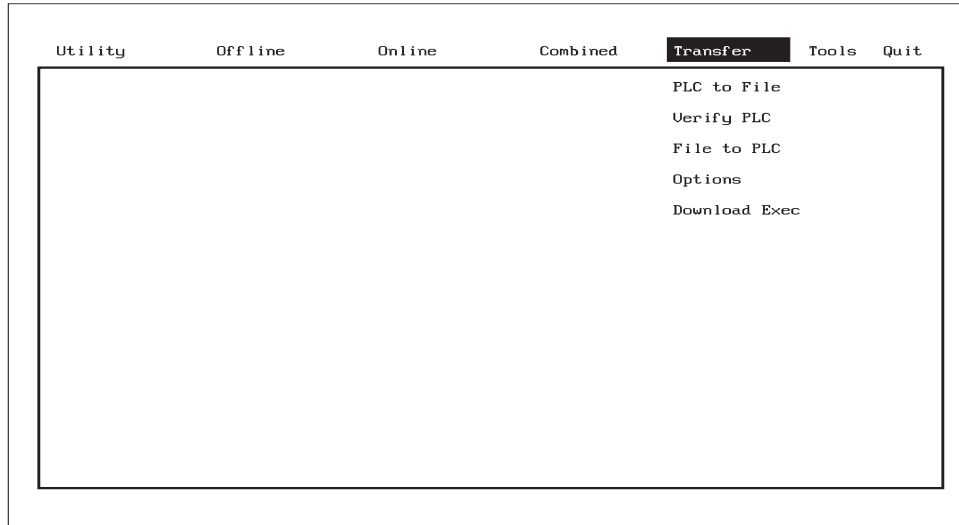 Utility Offline Online Combined Transfer Tools Quit
PLC to File
Verify PLC
File to PLC
Options
Download Exec